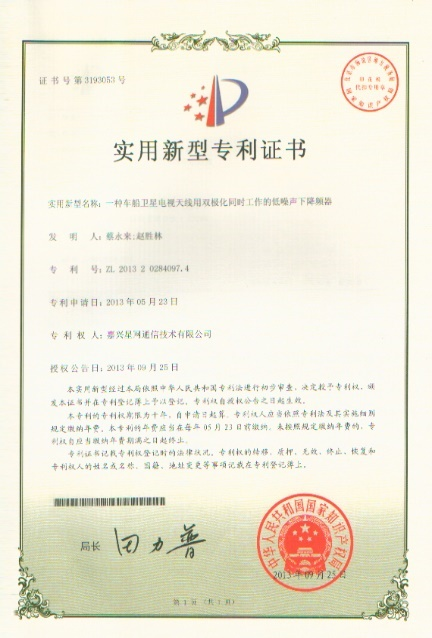 证书号第3193053号
实用新型专利证书
实用新型名称：一种车船卫星电视天线用双极化同时工作的低噪声下降频器
发 明 人：蔡永来;赵胜林
专 利 号：ZL 2013 2 0284097.4
专利申请日：2013年05月23日
专 利 权 人：嘉兴星网通信技术有限公司
授权公告日：2013年09月25日
本实用新型经过本局依照中华人民共和国专利法进行初步审查，决定授予专利权，颁
发本证书并在专利登记簿上予以登记。专利权自授权公告之日起生效。
本专利的专利权期限为十年，自申请日起算。专利权人应当依照专利法及其实施细则
规定缴纳年费。本专利的年费应当在每年05月23日前缴纳。未按照规定缴纳年费的，专
利权自应当缴纳年费期满之日起终止。
专利证书记载专利权登记时的法律状况。专利权的转移、质押、无效、终止、恢复和
专利权人的姓名或名称、国籍、地址变更等事项记载在专利登记簿上。
局长 田力普
中华人民共和国国家知识产权局
2013年09月25日
第 1 页（共 1 页）